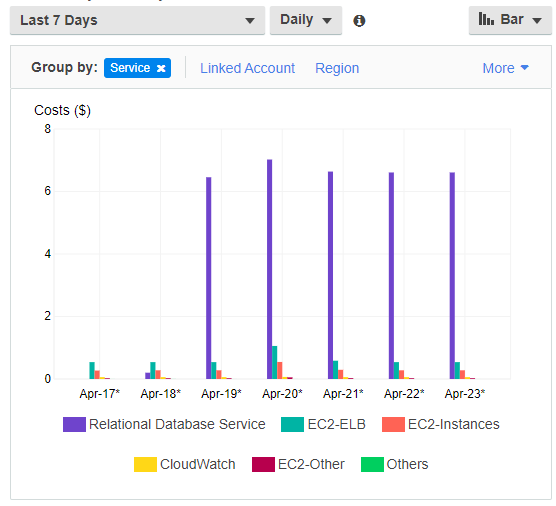 Last 7 Days Daily Bar
Group by: Service × Linked Account Region More
Costs ($)
8
6
4
2
0
Apr-17* Apr-18* Apr-19* Apr-20* Apr-21* Apr-22* Apr-23*
Relational Database Service EC2-ELB EC2-Instances
CloudWatch EC2-Other Others